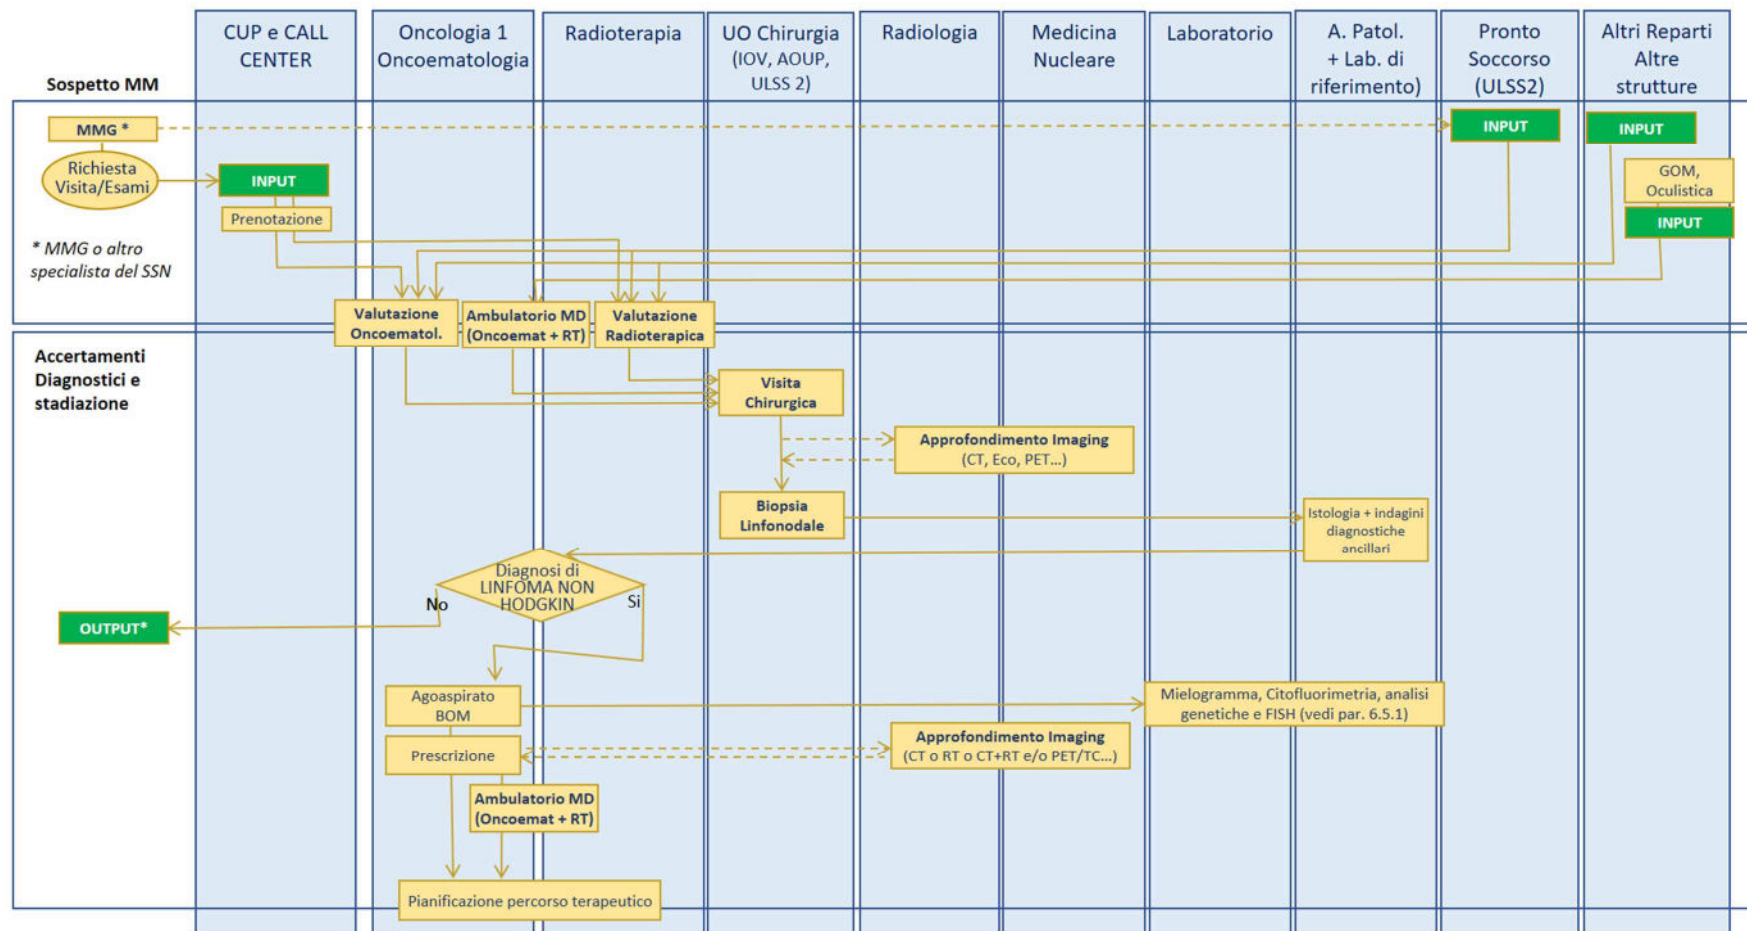 CUP e CALL
CENTER
Oncologia 1
Oncoematologia
Radioterapia
UO Chirurgia
(IOV, AOUP,
ULSS 2)
Radiologia
Medicina
Nucleare
Laboratorio
A. Patol.
+ Lab. di
riferimento)
Pronto
Soccorso
(ULSS2)
Altri Reparti
Altre
strutture
Sospetto MM
MMG *
INPUT
INPUT
Richiesta
Visita/Esami
INPUT
GOM,
Oculistica
Prenotazione
INPUT
* MMG o altro
specialista del SSN
Valutazione
Oncoematol.
Ambulatorio MD
(Oncoemat + RT)
Valutazione
Radioterapica
Accertamenti
Diagnostici e
stadiazione
Visita
Chirurgica
Approfondimento Imaging
(CT, Eco, PET...)
Biopsia
Linfonodale
Istologia + indagini
diagnostiche
ancillari
Diagnosi di
LINFOMA NON
HODGKIN
No
Si
OUTPUT*
Agoaspirato
BOM
Mielogramma, Citofluorimetria, analisi
genetiche e FISH (vedi par. 6.5.1)
Prescrizione
Approfondimento Imaging
(CT o RT o CT+RT e/o PET/TC...)
Ambulatorio MD
(Oncoemat + RT)
Pianificazione percorso terapeutico